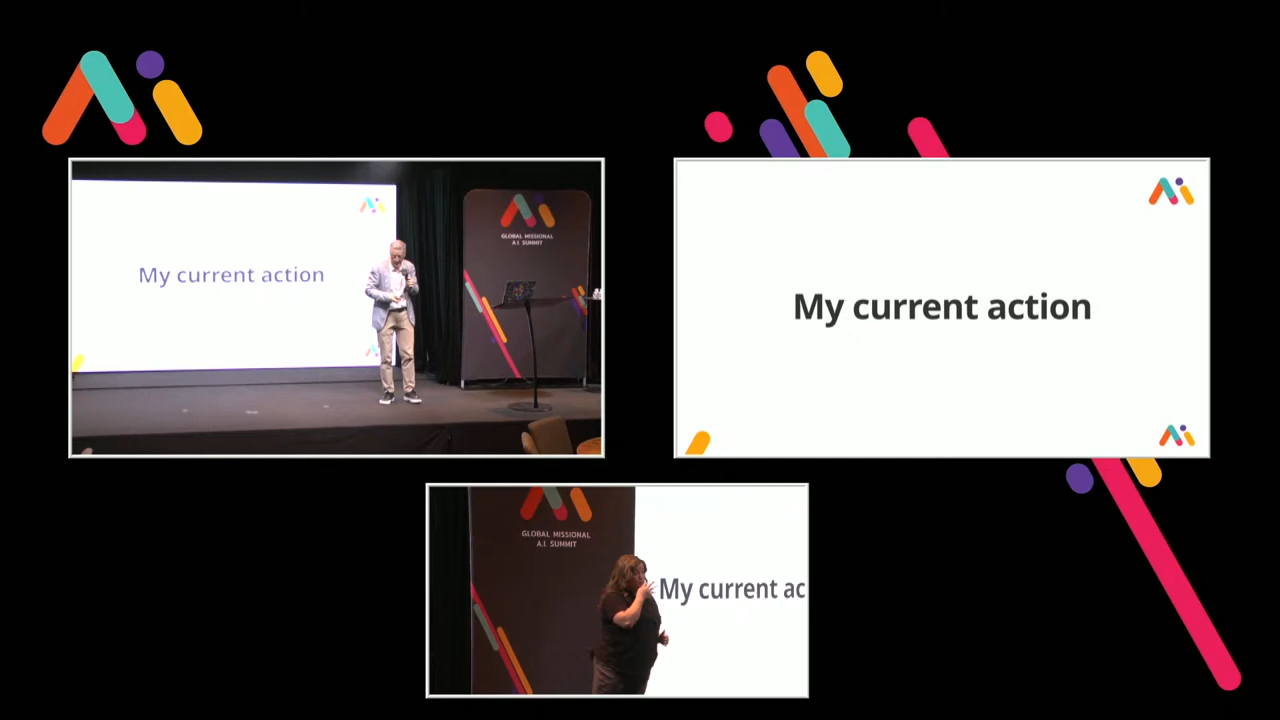 My current action
GLOBAL MISSIONAL
A.I. SUMMIT
My current action
GLOBAL MISSIONAL
A.I. SUMMIT
My current ac